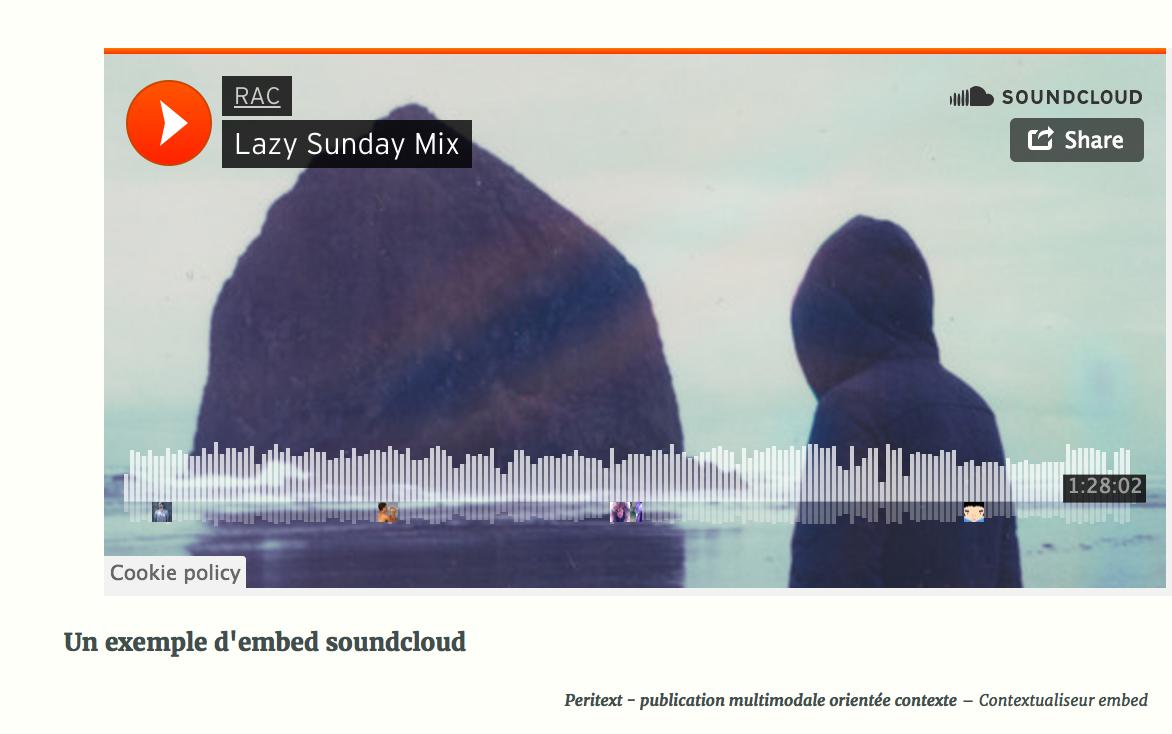 RAC
SOUNDCLOUD
Lazy Sunday Mix
Share
1:28:02
Cookie policy
Un exemple d'embed soundcloud
Peritext – publication multimodale orientée contexte – Contextualiseur embed